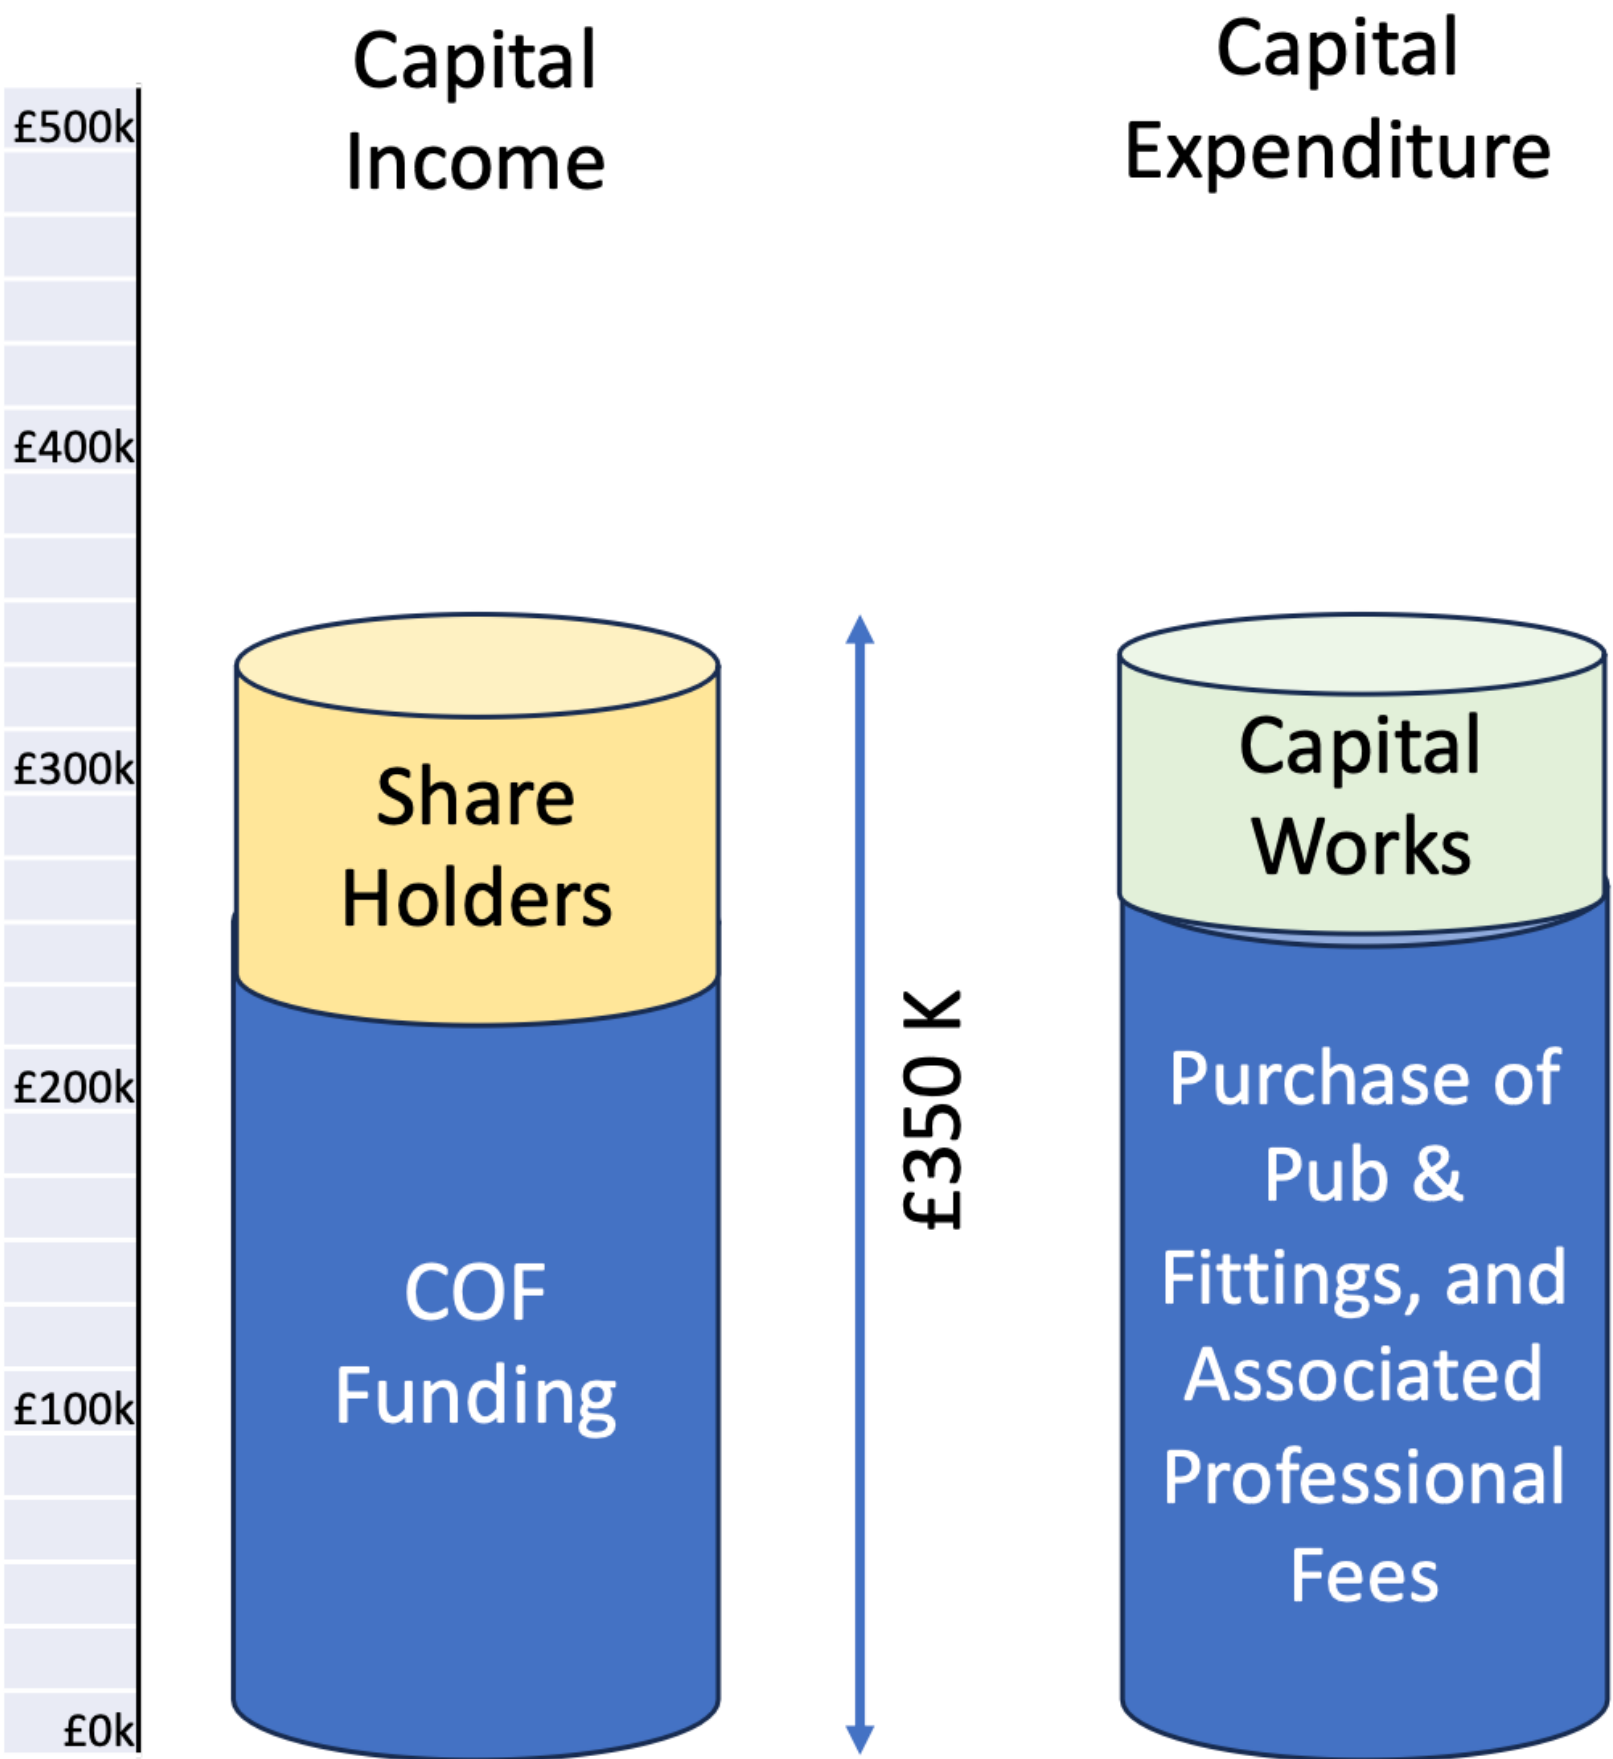 Capital
Income
Capital
Expenditure
£500k
£400k
£300k
£200k
£100k
£0k
Share
Holders
COF
Funding
£350 K
Capital
Works
Purchase of
Pub &
Fittings, and
Associated
Professional
Fees